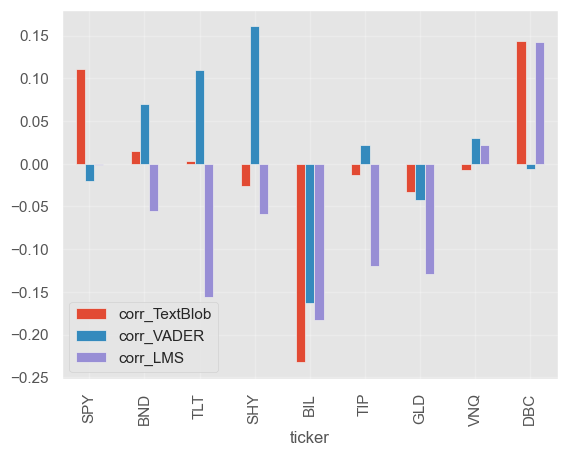 0.15
0.10
0.05
0.00
−0.05
−0.10
−0.15
−0.20
−0.25
corr_TextBlob
corr_VADER
corr_LMS
SPY
BND
TLT
SHY
BIL
TIP
GLD
VNQ
DBC
ticker